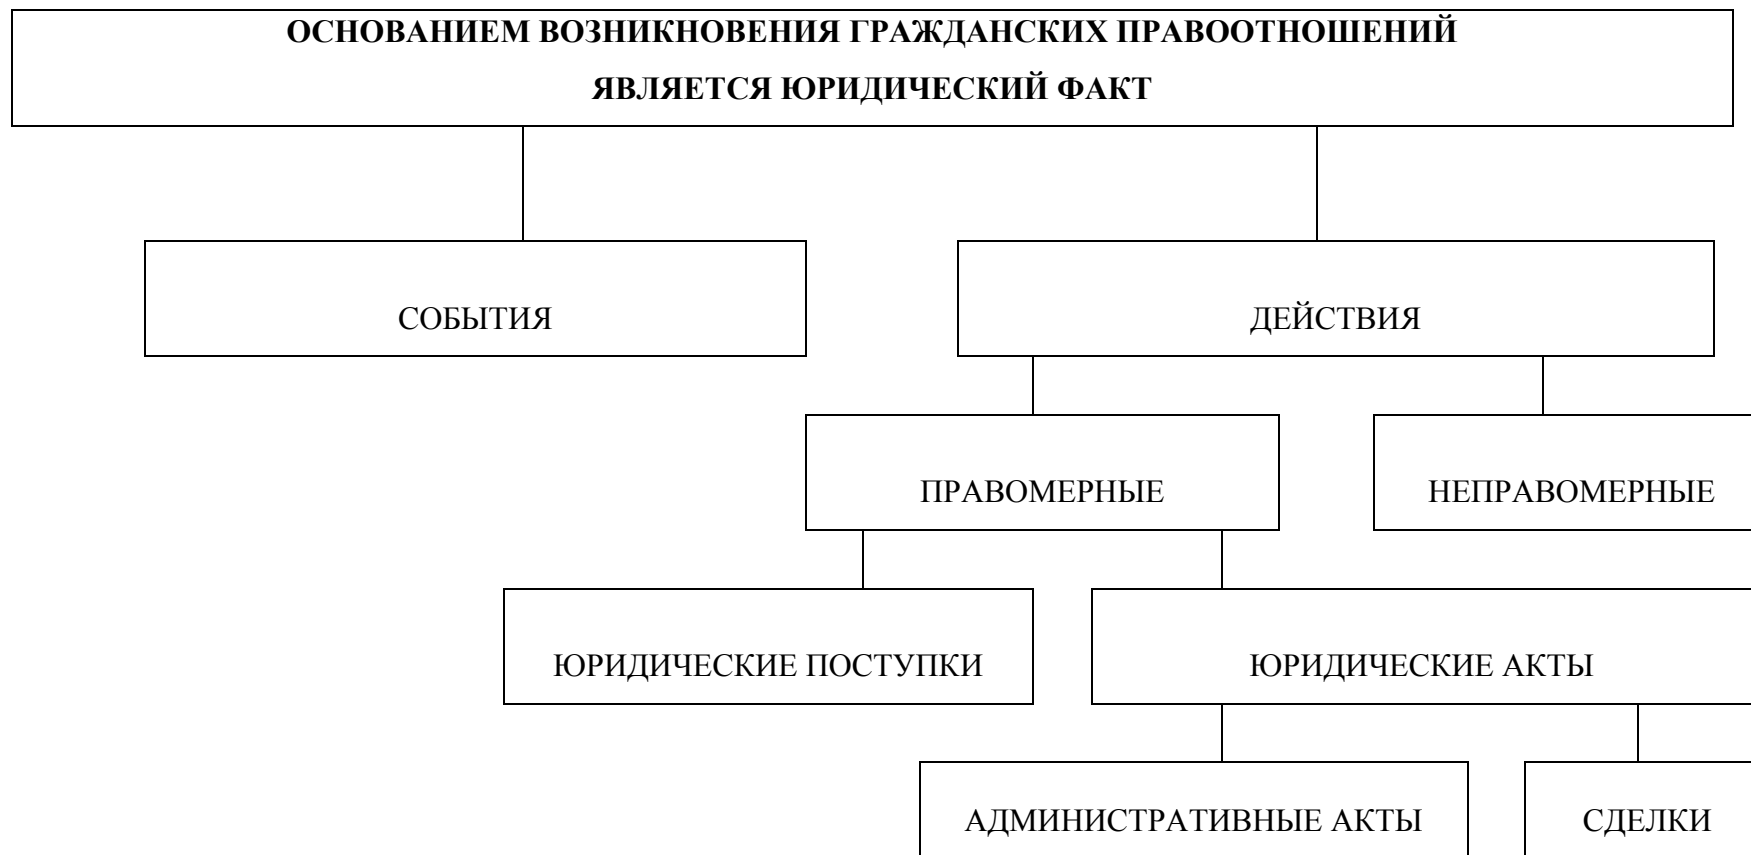 ОСНОВАНИЕМ ВОЗНИКНОВЕНИЯ ГРАЖДАНСКИХ ПРАВООТНОШЕНИЙ
ЯВЛЯЕТСЯ ЮРИДИЧЕСКИЙ ФАКТ
СОБЫТИЯ
ДЕЙСТВИЯ
ПРАВОМЕРНЫЕ
НЕПРАВОМЕРНЫЕ
ЮРИДИЧЕСКИЕ ПОСТУПКИ
ЮРИДИЧЕСКИЕ АКТЫ
АДМИНИСТРАТИВНЫЕ АКТЫ
СДЕЛКИ